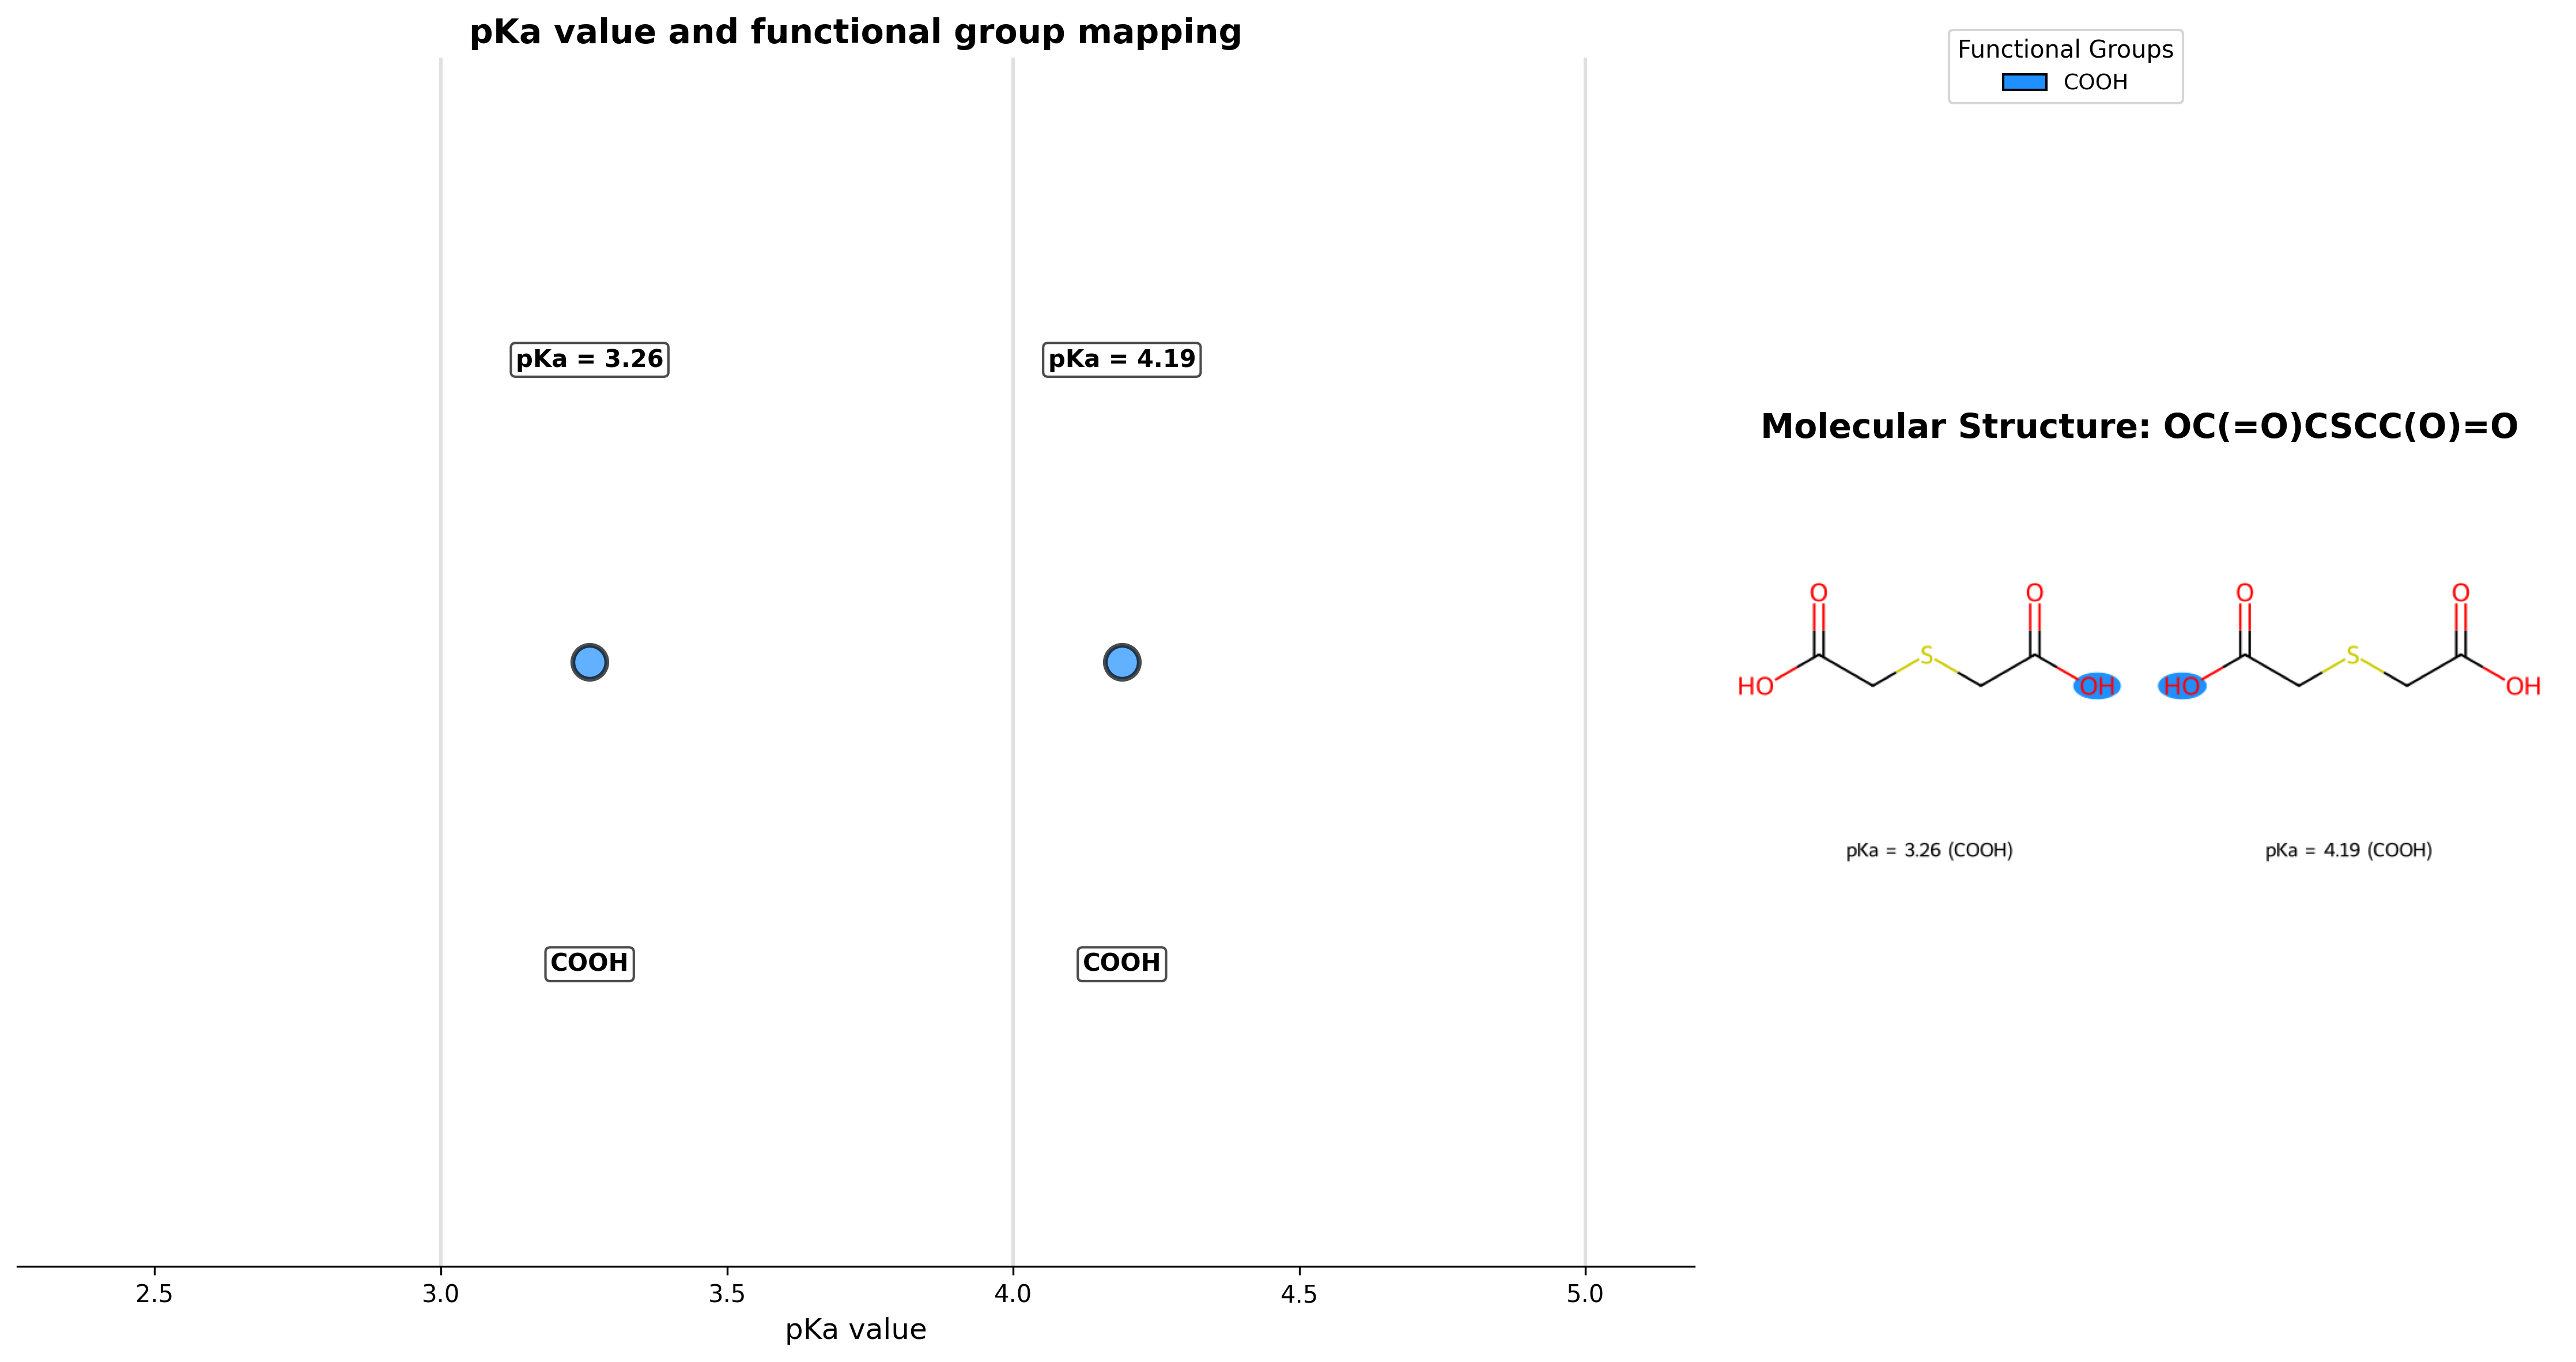 pKa value and functional group mapping
Functional Groups
COOH
pKa = 3.26
pKa = 4.19
Molecular Structure: OC(=O)CSCC(O)=O
O
O
O
O
HO
S
OH
HO
S
OH
pKa = 3.26 (COOH)
pKa = 4.19 (COOH)
COOH
COOH
2.5
3.0
3.5
4.0
4.5
5.0
pKa value